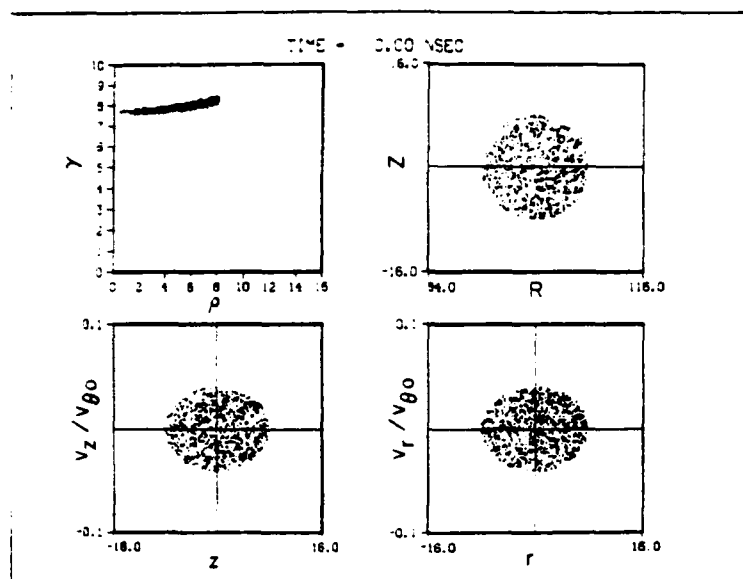 TIME = 0.00 NSEC
10
9
8
7
6
5
4
3
2
1
0
γ
0 2 4 6 8 10 12 14 16
ρ
16.0
Z
-16.0
84.0 R 116.0
0.1
v_z / v_θ0
-0.1
-16.0 z 16.0
0.1
v_r / v_θ0
-0.1
-16.0 r 16.0